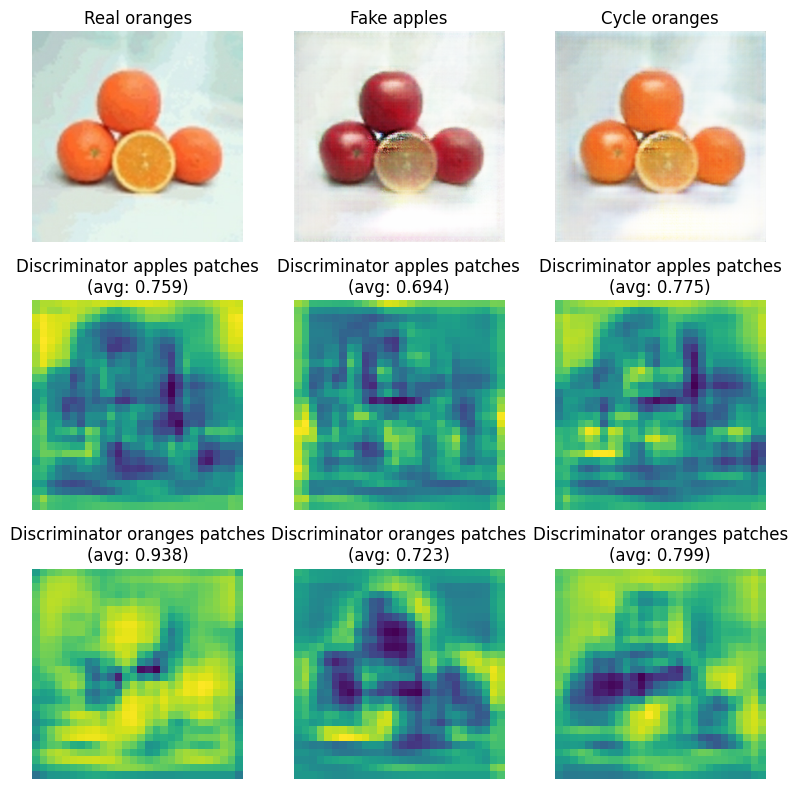 Real oranges
Fake apples
Cycle oranges
Discriminator apples patches
(avg: 0.759)
Discriminator apples patches
(avg: 0.694)
Discriminator apples patches
(avg: 0.775)
Discriminator oranges patches
(avg: 0.938)
Discriminator oranges patches
(avg: 0.723)
Discriminator oranges patches
(avg: 0.799)